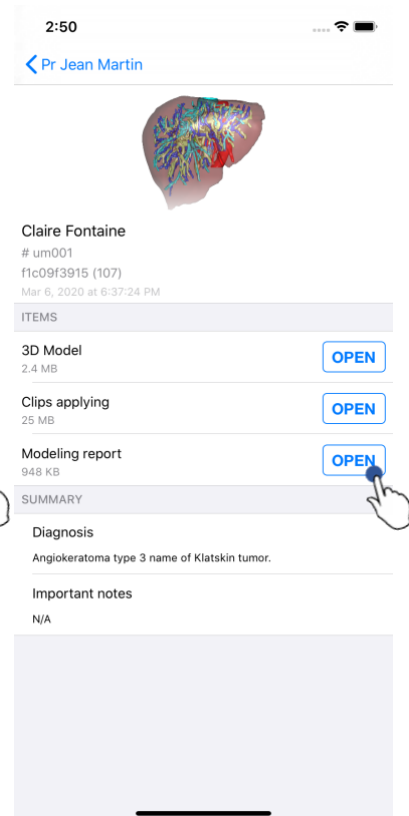 2:50
Pr Jean Martin
Claire Fontaine
# um001
f1c09f3915 (107)
Mar 6, 2020 at 6:37:24 PM
ITEMS
3D Model
OPEN
2.4 MB
Clips applying
OPEN
25 MB
Modeling report
OPEN
948 KB
SUMMARY
Diagnosis
Angiokeratoma type 3 name of Klatskin tumor.
Important notes
N/A